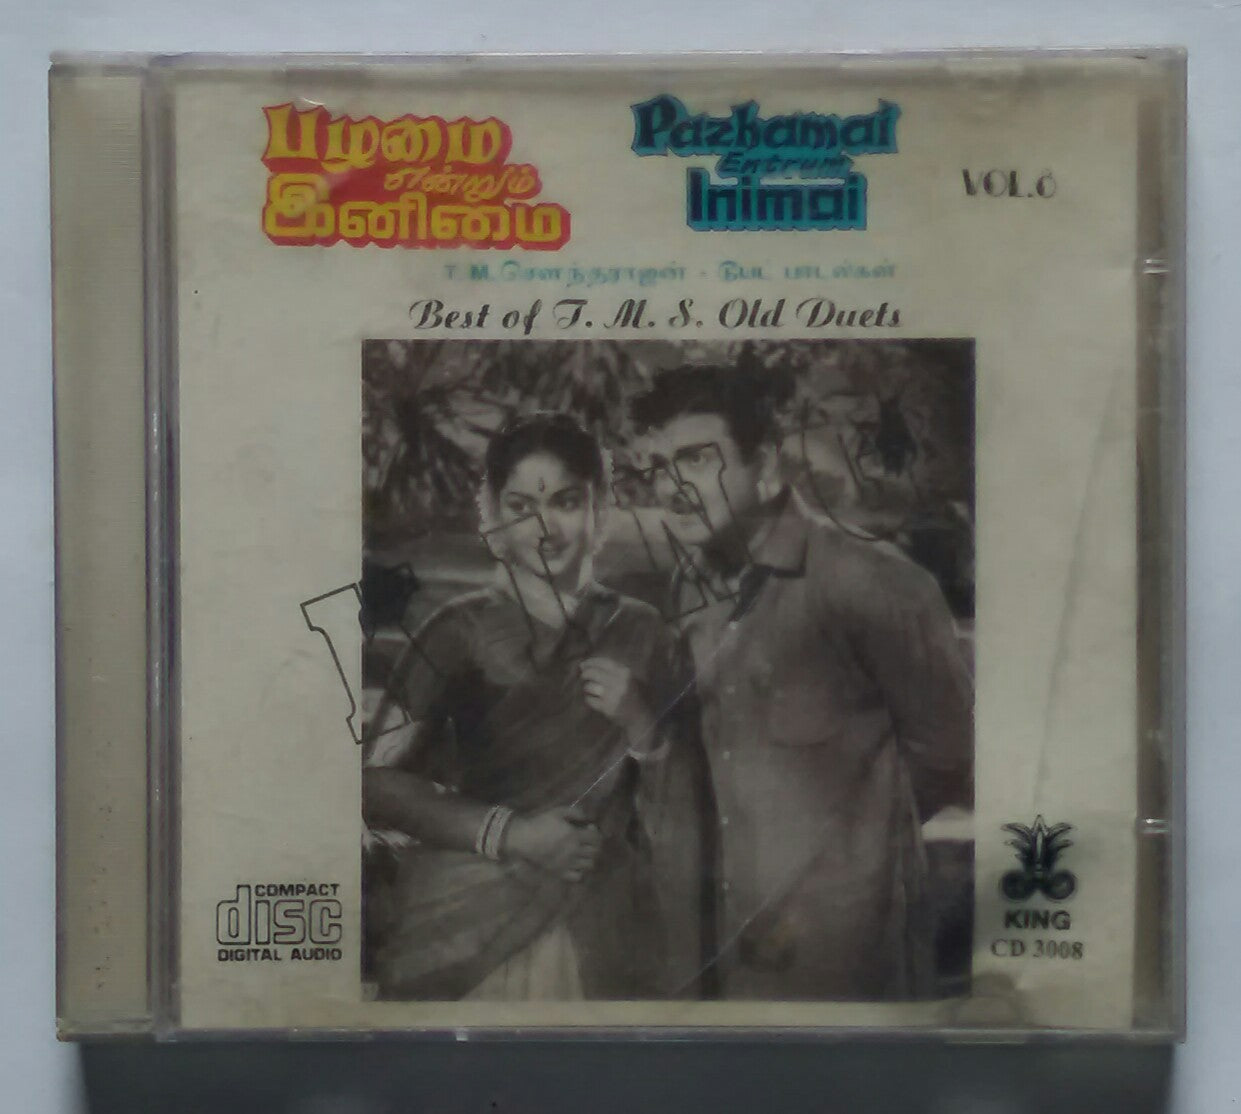 பழமை
என்றும்
இனிமை
Pazhamai
Entrum
Inimai
VOL.6
T. M. சௌந்தரராஜன் - டூயட் பாடல்கள்
Best of T. M. S. Old Duets
COMPACT
disc
DIGITAL AUDIO
KING
CD 3008